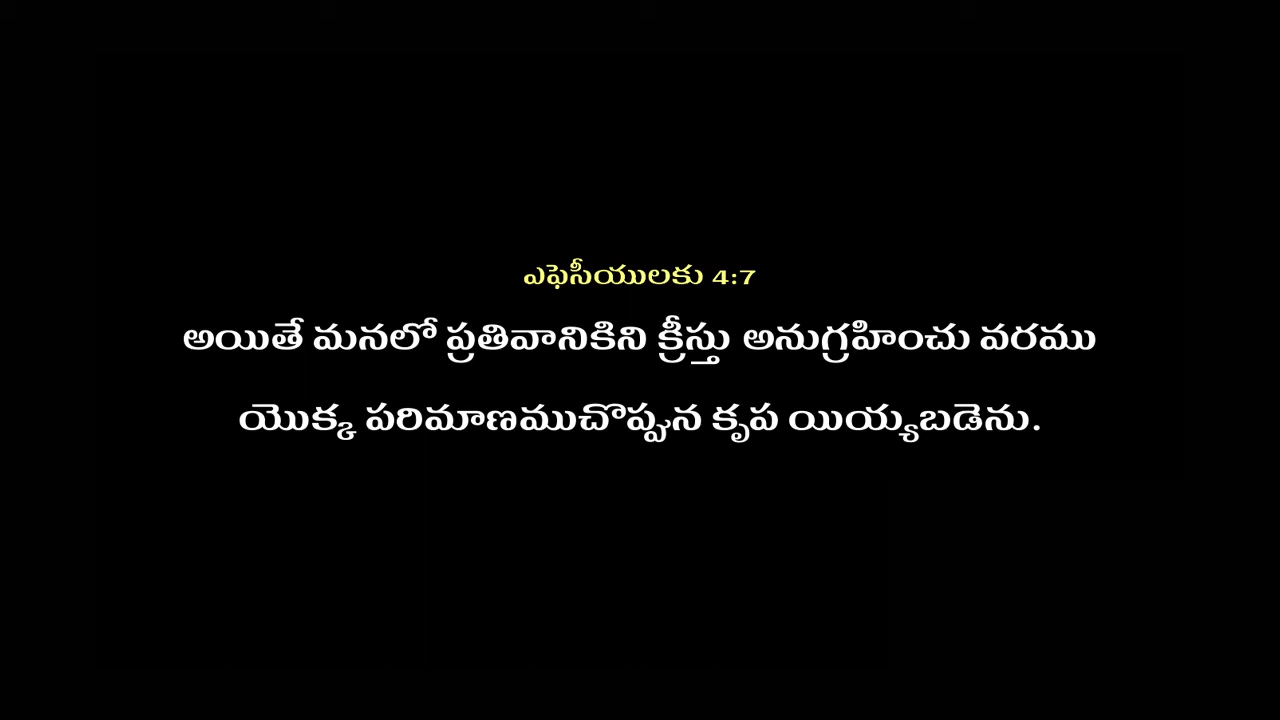 ఎఫెసీయులకు 4:7
అయితే మనలో ప్రతివానికిని క్రీస్తు అనుగ్రహించు వరము
యొక్క పరిమాణముచొప్పున కృప యియ్యబడెను.